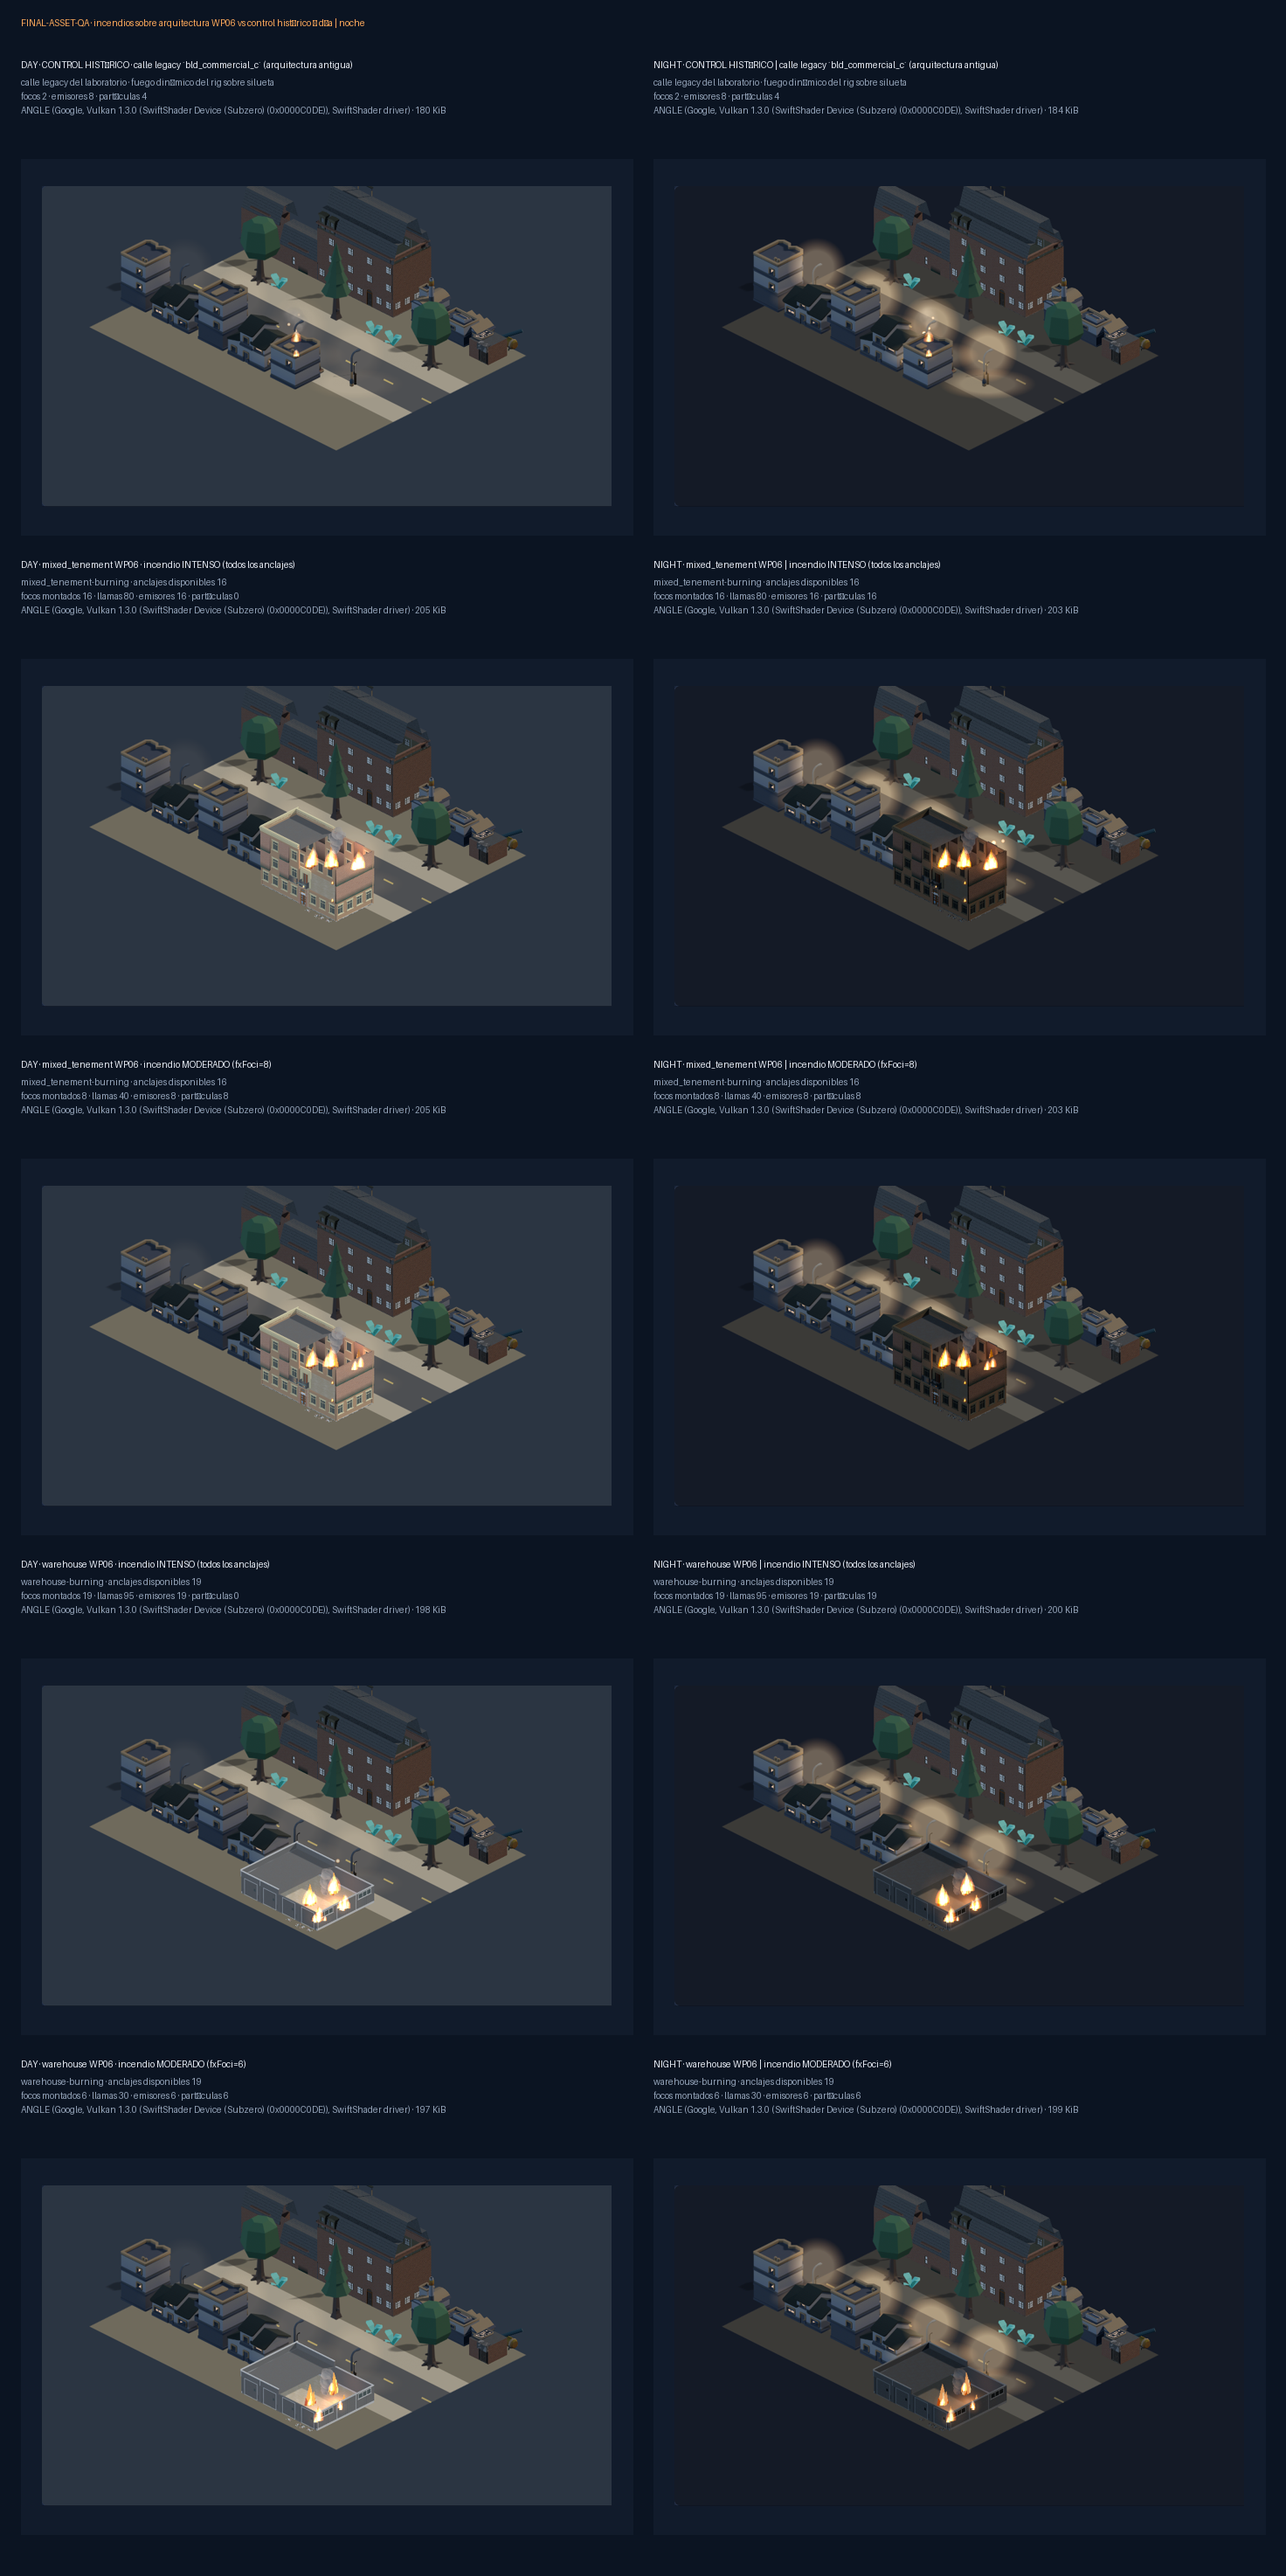 FINAL-ASSET-QA · incendios sobre arquitectura WP06 vs control hist▯▯rico ▯▯ d▯▯a | noche
DAY · CONTROL HIST▯▯RICO · calle legacy `bld_commercial_c` (arquitectura antigua)
calle legacy del laboratorio · fuego din▯▯mico del rig sobre silueta
focos 2 · emisores 8 · part▯▯culas 4
ANGLE (Google, Vulkan 1.3.0 (SwiftShader Device (Subzero) (0x0000C0DE)), SwiftShader driver) · 180 KiB
NIGHT · CONTROL HIST▯▯RICO | calle legacy `bld_commercial_c` (arquitectura antigua)
calle legacy del laboratorio · fuego din▯▯mico del rig sobre silueta
focos 2 · emisores 8 · part▯▯culas 4
ANGLE (Google, Vulkan 1.3.0 (SwiftShader Device (Subzero) (0x0000C0DE)), SwiftShader driver) · 184 KiB
DAY · mixed_tenement WP06 · incendio INTENSO (todos los anclajes)
mixed_tenement-burning · anclajes disponibles 16
focos montados 16 · llamas 80 · emisores 16 · part▯▯culas 0
ANGLE (Google, Vulkan 1.3.0 (SwiftShader Device (Subzero) (0x0000C0DE)), SwiftShader driver) · 205 KiB
NIGHT · mixed_tenement WP06 | incendio INTENSO (todos los anclajes)
mixed_tenement-burning · anclajes disponibles 16
focos montados 16 · llamas 80 · emisores 16 · part▯▯culas 16
ANGLE (Google, Vulkan 1.3.0 (SwiftShader Device (Subzero) (0x0000C0DE)), SwiftShader driver) · 203 KiB
DAY · mixed_tenement WP06 · incendio MODERADO (fxFoci=8)
mixed_tenement-burning · anclajes disponibles 16
focos montados 8 · llamas 40 · emisores 8 · part▯▯culas 8
ANGLE (Google, Vulkan 1.3.0 (SwiftShader Device (Subzero) (0x0000C0DE)), SwiftShader driver) · 205 KiB
NIGHT · mixed_tenement WP06 | incendio MODERADO (fxFoci=8)
mixed_tenement-burning · anclajes disponibles 16
focos montados 8 · llamas 40 · emisores 8 · part▯▯culas 8
ANGLE (Google, Vulkan 1.3.0 (SwiftShader Device (Subzero) (0x0000C0DE)), SwiftShader driver) · 203 KiB
DAY · warehouse WP06 · incendio INTENSO (todos los anclajes)
warehouse-burning · anclajes disponibles 19
focos montados 19 · llamas 95 · emisores 19 · part▯▯culas 0
ANGLE (Google, Vulkan 1.3.0 (SwiftShader Device (Subzero) (0x0000C0DE)), SwiftShader driver) · 198 KiB
NIGHT · warehouse WP06 | incendio INTENSO (todos los anclajes)
warehouse-burning · anclajes disponibles 19
focos montados 19 · llamas 95 · emisores 19 · part▯▯culas 19
ANGLE (Google, Vulkan 1.3.0 (SwiftShader Device (Subzero) (0x0000C0DE)), SwiftShader driver) · 200 KiB
DAY · warehouse WP06 · incendio MODERADO (fxFoci=6)
warehouse-burning · anclajes disponibles 19
focos montados 6 · llamas 30 · emisores 6 · part▯▯culas 6
ANGLE (Google, Vulkan 1.3.0 (SwiftShader Device (Subzero) (0x0000C0DE)), SwiftShader driver) · 197 KiB
NIGHT · warehouse WP06 | incendio MODERADO (fxFoci=6)
warehouse-burning · anclajes disponibles 19
focos montados 6 · llamas 30 · emisores 6 · part▯▯culas 6
ANGLE (Google, Vulkan 1.3.0 (SwiftShader Device (Subzero) (0x0000C0DE)), SwiftShader driver) · 199 KiB